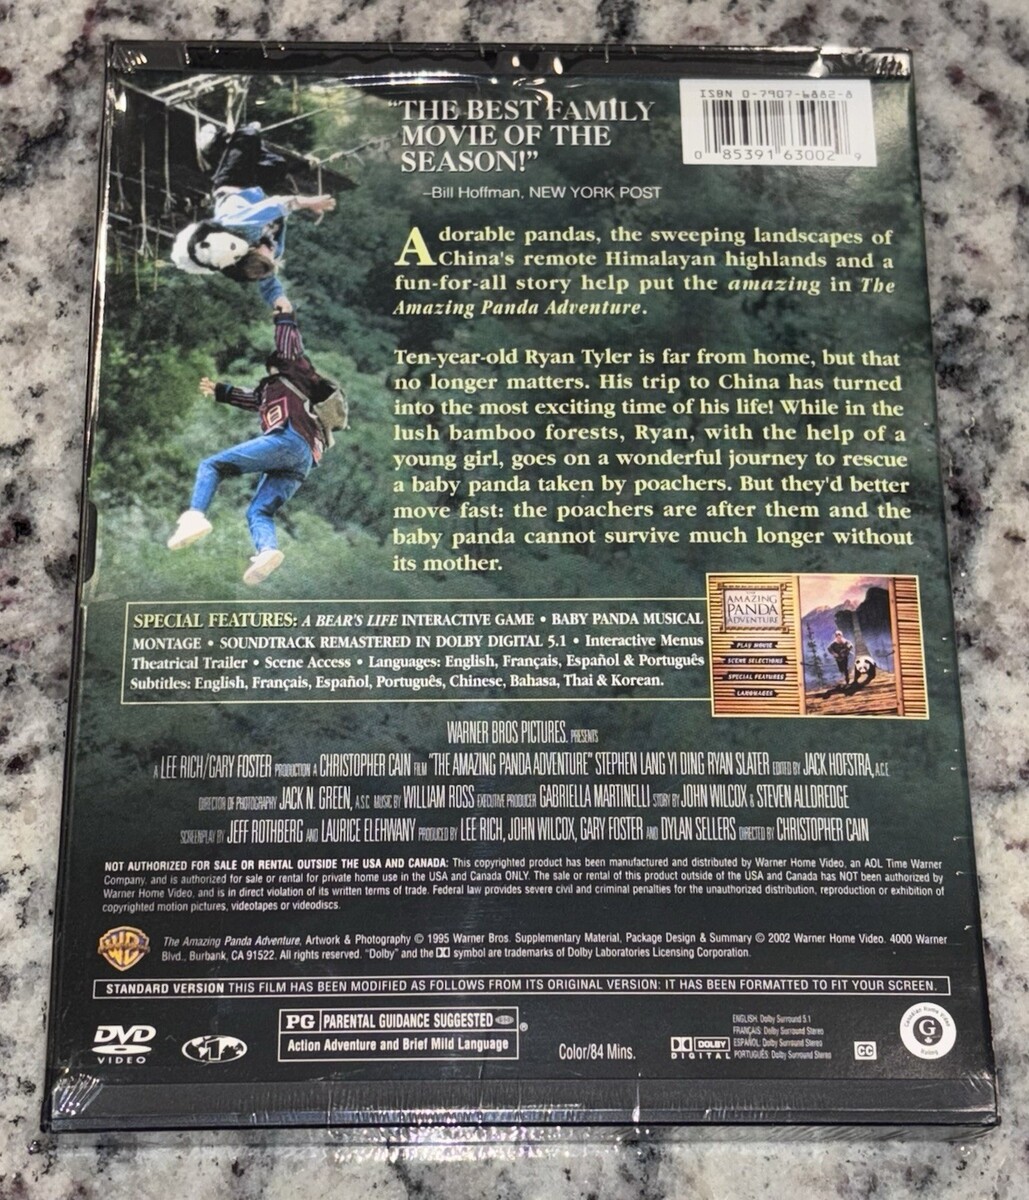 "THE BEST FAMILY
MOVIE OF THE
SEASON!"
–Bill Hoffman, NEW YORK POST
ISBN 0-7907-6882-8
0 85391 63002 9
Adorable pandas, the sweeping landscapes of
China's remote Himalayan highlands and a
fun-for-all story help put the amazing in The
Amazing Panda Adventure.
Ten-year-old Ryan Tyler is far from home, but that
no longer matters. His trip to China has turned
into the most exciting time of his life! While in the
lush bamboo forests, Ryan, with the help of a
young girl, goes on a wonderful journey to rescue
a baby panda taken by poachers. But they'd better
move fast: the poachers are after them and the
baby panda cannot survive much longer without
its mother.
SPECIAL FEATURES: A BEAR'S LIFE INTERACTIVE GAME • BABY PANDA MUSICAL
MONTAGE • SOUNDTRACK REMASTERED IN DOLBY DIGITAL 5.1 • Interactive Menus
Theatrical Trailer • Scene Access • Languages: English, Français, Español & Português
Subtitles: English, Français, Español, Português, Chinese, Bahasa, Thai & Korean.
AMAZING
PANDA
ADVENTURE
PLAY MOVIE
SCENE SELECTIONS
SPECIAL FEATURES
LANGUAGES
WARNER BROS PICTURES. PRESENTS
A LEE RICH/GARY FOSTER PRODUCTION A CHRISTOPHER CAIN FILM "THE AMAZING PANDA ADVENTURE" STEPHEN LANG YI DING RYAN SLATER EDITED BY JACK HOFSTRA, A.C.E.
DIRECTOR OF PHOTOGRAPHY JACK N. GREEN, A.S.C. MUSIC BY WILLIAM ROSS EXECUTIVE PRODUCER GABRIELLA MARTINELLI STORY BY JOHN WILCOX & STEVEN ALLDREDGE
SCREENPLAY BY JEFF ROTHBERG AND LAURICE ELEHWANY PRODUCED BY LEE RICH, JOHN WILCOX, GARY FOSTER AND DYLAN SELLERS DIRECTED BY CHRISTOPHER CAIN
NOT AUTHORIZED FOR SALE OR RENTAL OUTSIDE THE USA AND CANADA: This copyrighted product has been manufactured and distributed by Warner Home Video, an AOL Time Warner
Company, and is authorized for sale or rental for private home use in the USA and Canada ONLY. The sale or rental of this product outside of the USA and Canada has NOT been authorized by
Warner Home Video, and is in direct violation of its written terms of trade. Federal law provides severe civil and criminal penalties for the unauthorized distribution, reproduction or exhibition of
copyrighted motion pictures, videotapes or videodiscs.
The Amazing Panda Adventure, Artwork & Photography © 1995 Warner Bros. Supplementary Material, Package Design & Summary © 2002 Warner Home Video. 4000 Warner
Blvd., Burbank, CA 91522. All rights reserved. "Dolby" and the DD symbol are trademarks of Dolby Laboratories Licensing Corporation.
STANDARD VERSION THIS FILM HAS BEEN MODIFIED AS FOLLOWS FROM ITS ORIGINAL VERSION: IT HAS BEEN FORMATTED TO FIT YOUR SCREEN.
DVD
VIDEO
1
PG PARENTAL GUIDANCE SUGGESTED ®
Action Adventure and Brief Mild Language
Color/84 Mins.
DOLBY
DIGITAL
ENGLISH: Dolby Surround 5.1
FRANÇAIS: Dolby Surround Stereo
ESPAÑOL: Dolby Surround Stereo
PORTUGUÊS: Dolby Surround Stereo
CC
Canadian Home Video
G
Rating